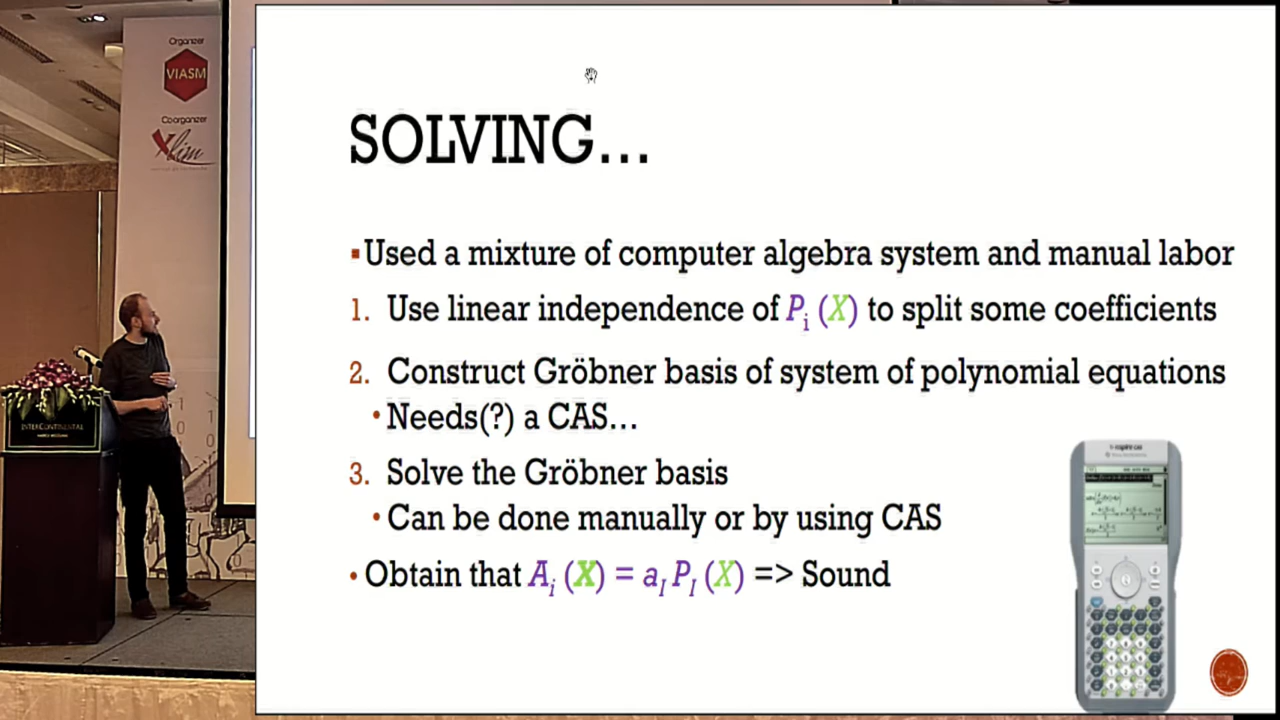 Organizer
VIASM
Coorganizer
Xlim
INTERCONTINENTAL
SOLVING...
▪Used a mixture of computer algebra system and manual labor
1. Use linear independence of Pi (X) to split some coefficients
2. Construct Gröbner basis of system of polynomial equations
• Needs(?) a CAS...
3. Solve the Gröbner basis
• Can be done manually or by using CAS
• Obtain that Ai (X) = aI PI (X) => Sound